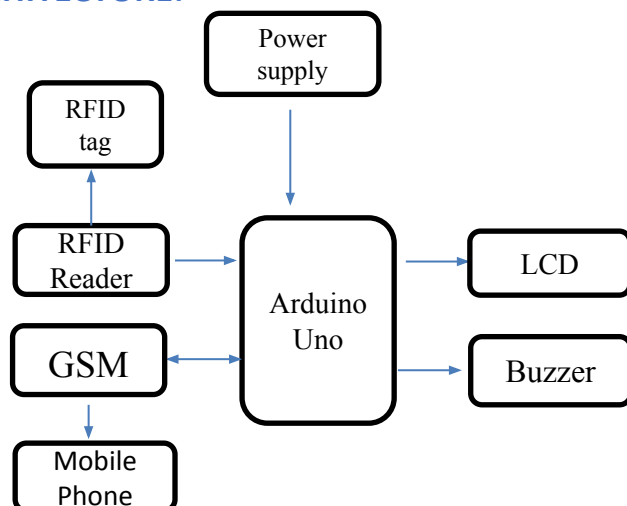 Power
supply
RFID
tag
RFID
Reader
Arduino
Uno
LCD
GSM
Buzzer
Mobile
Phone